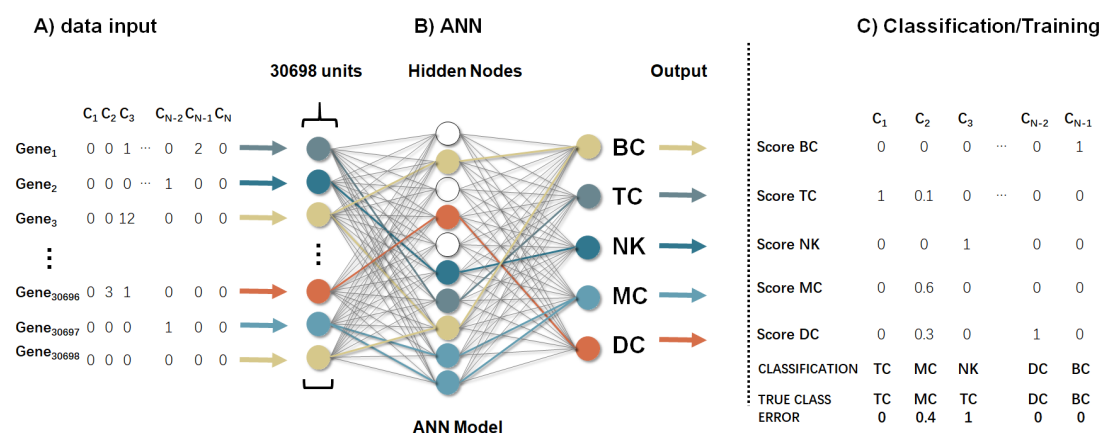 A) data input
B) ANN
C) Classification/Training
30698 units
Hidden Nodes
Output
C1 C2 C3 CN-2 CN-1 CN
Gene1 0 0 1 ··· 0 2 0
Gene2 0 0 0 ··· 1 0 0
Gene3 0 0 12 0 0 0
⋮
Gene30696 0 3 1 0 0 0
Gene30697 0 0 0 1 0 0
Gene30698 0 0 0 0 0 0
⋮
BC
TC
NK
MC
DC
ANN Model
C1 C2 C3 CN-2 CN-1
Score BC 0 0 0 ··· 0 1
Score TC 1 0.1 0 ··· 0 0
Score NK 0 0 1 0 0
Score MC 0 0.6 0 0 0
Score DC 0 0.3 0 1 0
CLASSIFICATION TC MC NK DC BC
TRUE CLASS TC MC TC DC BC
ERROR 0 0.4 1 0 0